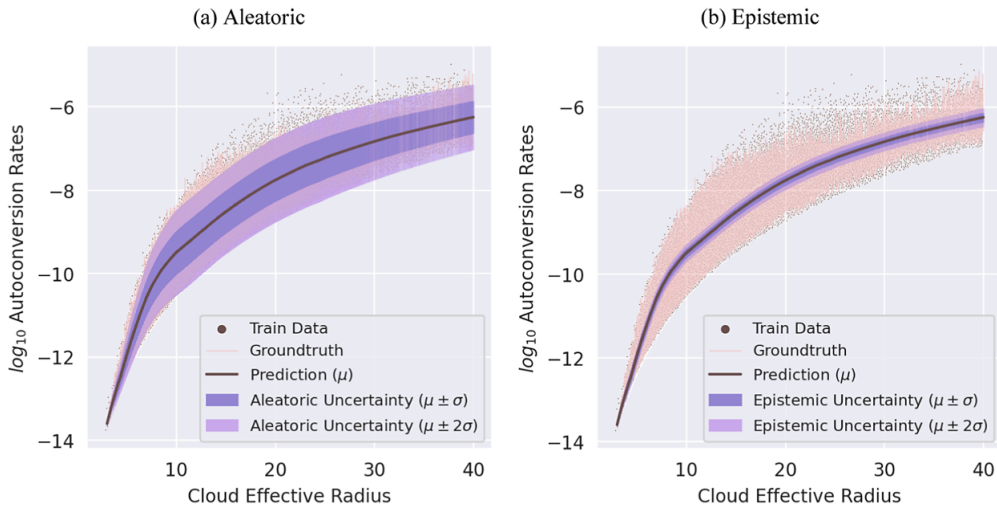 (a) Aleatoric
log₁₀ Autoconversion Rates
−6
−8
−10
−12
−14
10
20
30
40
Cloud Effective Radius
Train Data
Groundtruth
Prediction (μ)
Aleatoric Uncertainty (μ ± σ)
Aleatoric Uncertainty (μ ± 2σ)
(b) Epistemic
log₁₀ Autoconversion Rates
−6
−8
−10
−12
−14
10
20
30
40
Cloud Effective Radius
Train Data
Groundtruth
Prediction (μ)
Epistemic Uncertainty (μ ± σ)
Epistemic Uncertainty (μ ± 2σ)